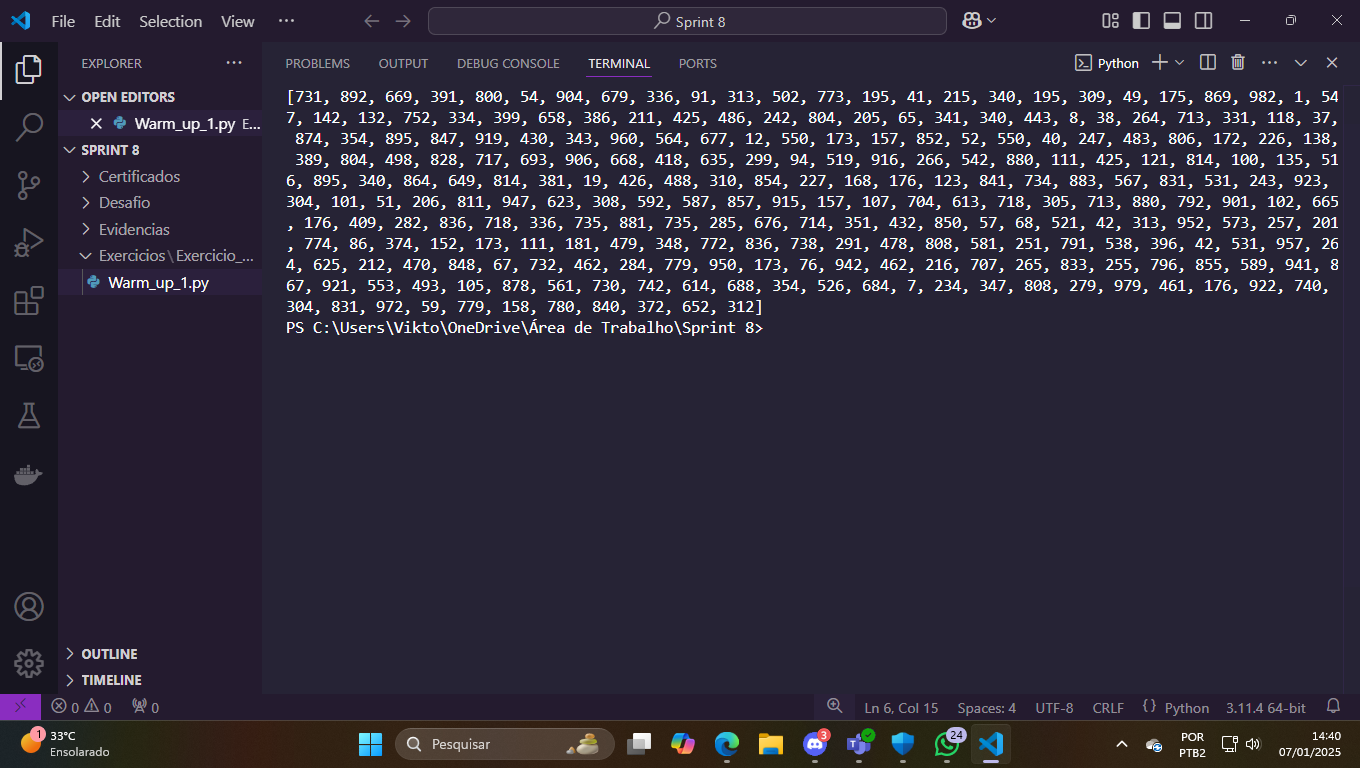 File Edit Selection View ···
Sprint 8
EXPLORER ···
PROBLEMS OUTPUT DEBUG CONSOLE TERMINAL PORTS
Python
OPEN EDITORS
Warm_up_1.py E...
SPRINT 8
Certificados
Desafio
Evidencias
Exercicios\Exercicio_...
Warm_up_1.py
[731, 892, 669, 391, 800, 54, 904, 679, 336, 91, 313, 502, 773, 195, 41, 215, 340, 195, 309, 49, 175, 869, 982, 1, 54
7, 142, 132, 752, 334, 399, 658, 386, 211, 425, 486, 242, 804, 205, 65, 341, 340, 443, 8, 38, 264, 713, 331, 118, 37,
874, 354, 895, 847, 919, 430, 343, 960, 564, 677, 12, 550, 173, 157, 852, 52, 550, 40, 247, 483, 806, 172, 226, 138,
389, 804, 498, 828, 717, 693, 906, 668, 418, 635, 299, 94, 519, 916, 266, 542, 880, 111, 425, 121, 814, 100, 135, 51
6, 895, 340, 864, 649, 814, 381, 19, 426, 488, 310, 854, 227, 168, 176, 123, 841, 734, 883, 567, 831, 531, 243, 923,
304, 101, 51, 206, 811, 947, 623, 308, 592, 587, 857, 915, 157, 107, 704, 613, 718, 305, 713, 880, 792, 901, 102, 665
, 176, 409, 282, 836, 718, 336, 735, 881, 735, 285, 676, 714, 351, 432, 850, 57, 68, 521, 42, 313, 952, 573, 257, 201
, 774, 86, 374, 152, 173, 111, 181, 479, 348, 772, 836, 738, 291, 478, 808, 581, 251, 791, 538, 396, 42, 531, 957, 26
4, 625, 212, 470, 848, 67, 732, 462, 284, 779, 950, 173, 76, 942, 462, 216, 707, 265, 833, 255, 796, 855, 589, 941, 8
67, 921, 553, 493, 105, 878, 561, 730, 742, 614, 688, 354, 526, 684, 7, 234, 347, 808, 279, 979, 461, 176, 922, 740,
304, 831, 972, 59, 779, 158, 780, 840, 372, 652, 312]
PS C:\Users\Vikto\OneDrive\Área de Trabalho\Sprint 8>
OUTLINE
TIMELINE
0 0 0
Ln 6, Col 15 Spaces: 4 UTF-8 CRLF {} Python 3.11.4 64-bit
1
33°C
Ensolarado
Pesquisar
3
24
POR
PTB2
14:40
07/01/2025